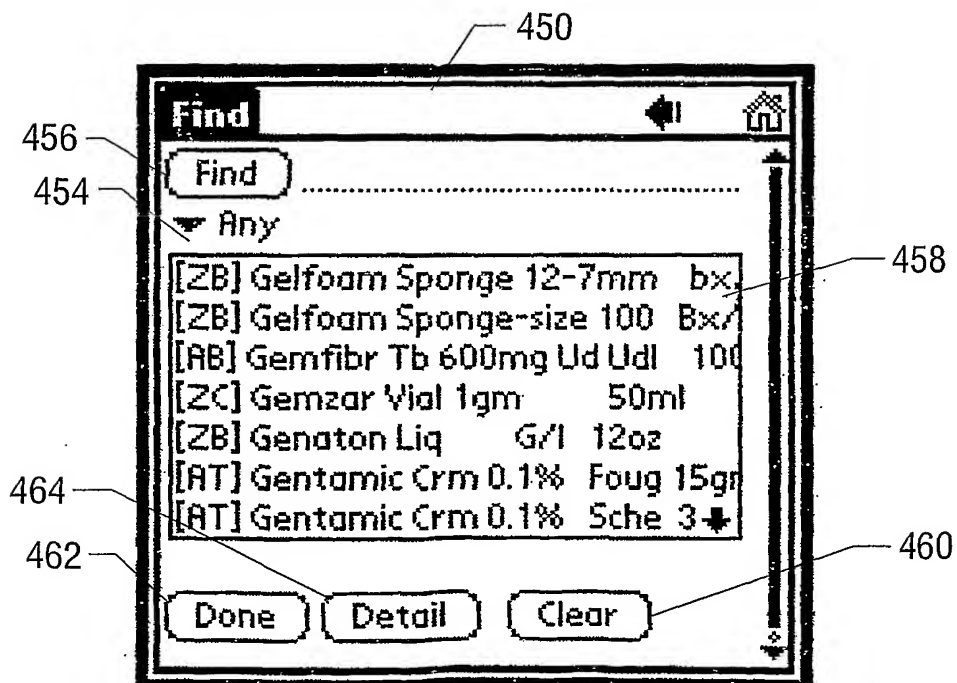 450
Find
456
Find
454
Any
[ZB] Gelfoam Sponge 12-7mm bx.
458
[ZB] Gelfoam Sponge-size 100 Bx/
[AB] Gemfibr Tb 600mg Ud Udl 100
[ZC] Gemzar Vial 1gm 50ml
[ZB] Genaton Liq G/l 12oz
464
[AT] Gentamic Crm 0.1% Foug 15gm
[AT] Gentamic Crm 0.1% Sche 3
462
460
Done Detail Clear